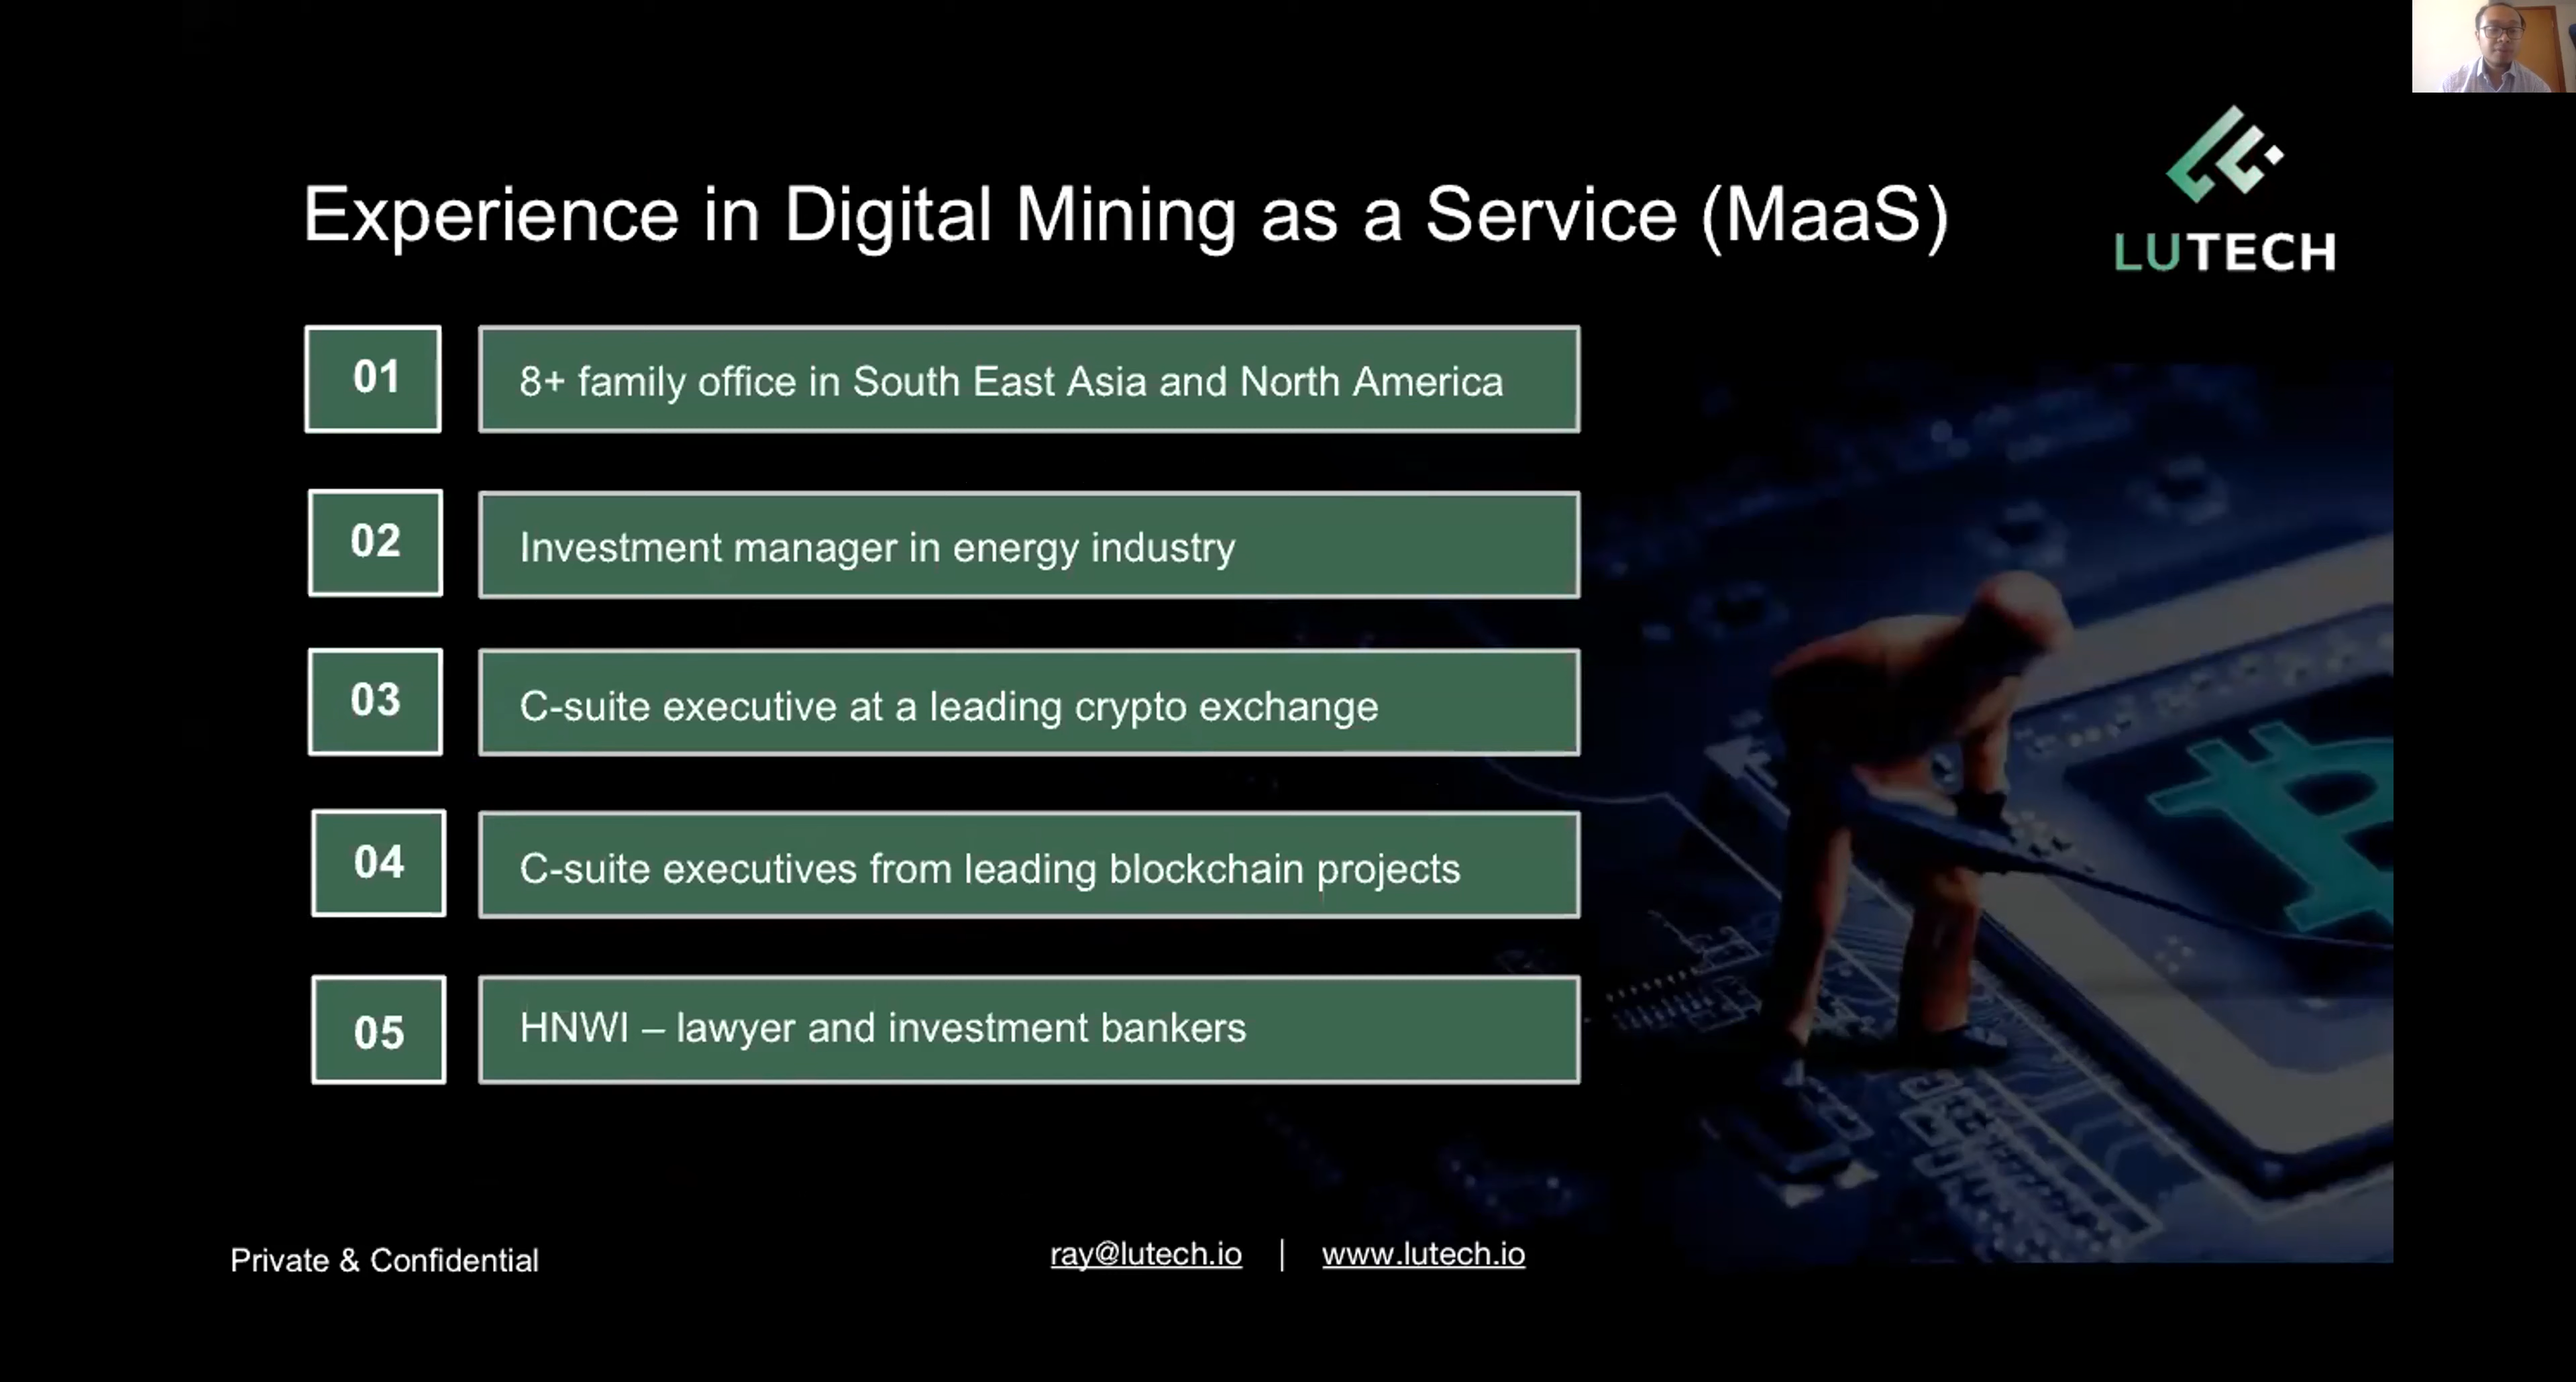 Experience in Digital Mining as a Service (MaaS)
LUTECH
01
8+ family office in South East Asia and North America
02
Investment manager in energy industry
03
C-suite executive at a leading crypto exchange
04
C-suite executives from leading blockchain projects
05
HNWI – lawyer and investment bankers
Private & Confidential
ray@lutech.io | www.lutech.io